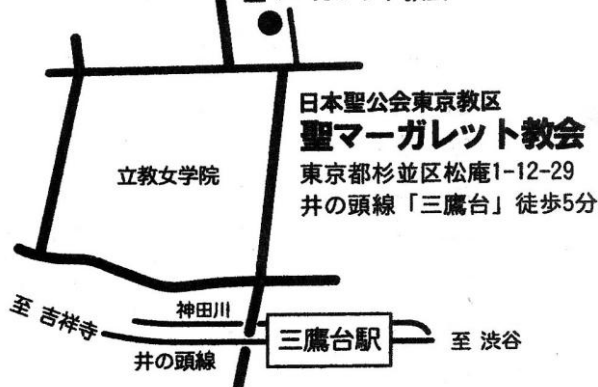 日本聖公会東京教区
聖マーガレット教会
東京都杉並区松庵1-12-29
井の頭線「三鷹台」徒歩5分
立教女学院
至 吉祥寺
神田川
三鷹台駅
至 渋谷
井の頭線